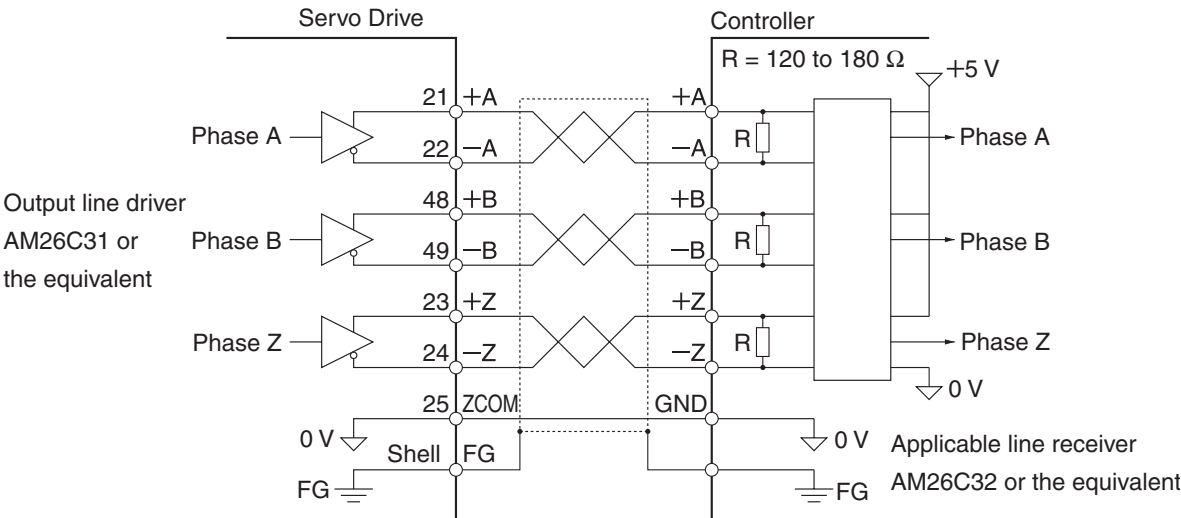 Servo Drive
Controller
R = 120 to 180 Ω
+5 V
21 +A
+A
Phase A
R
Phase A
22 −A
−A
48 +B
+B
Output line driver
AM26C31 or
the equivalent
Phase B
R
Phase B
49 −B
−B
23 +Z
+Z
Phase Z
R
Phase Z
24 −Z
−Z
0 V
25 ZCOM
GND
0 V
0 V
Shell FG
Applicable line receiver
AM26C32 or the equivalent
FG
FG